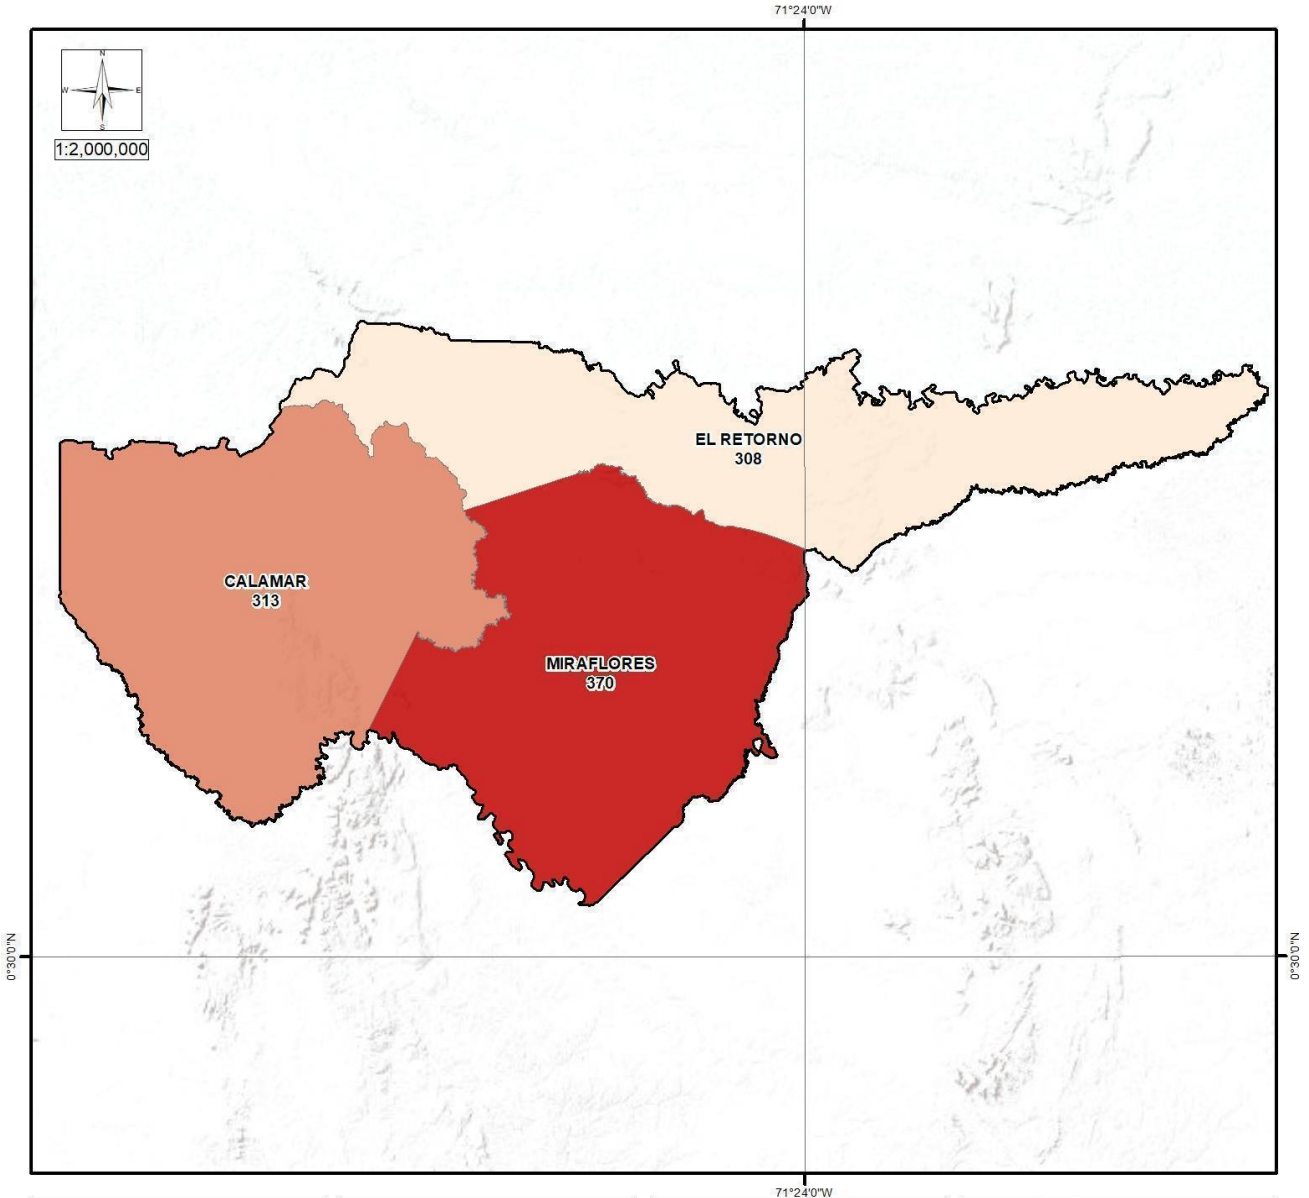 71°24'0"W
N
W E
S
1:2,000,000
EL RETORNO
308
CALAMAR
313
MIRAFLORES
370
0°30'0"N
0°30'0"N
71°24'0"W